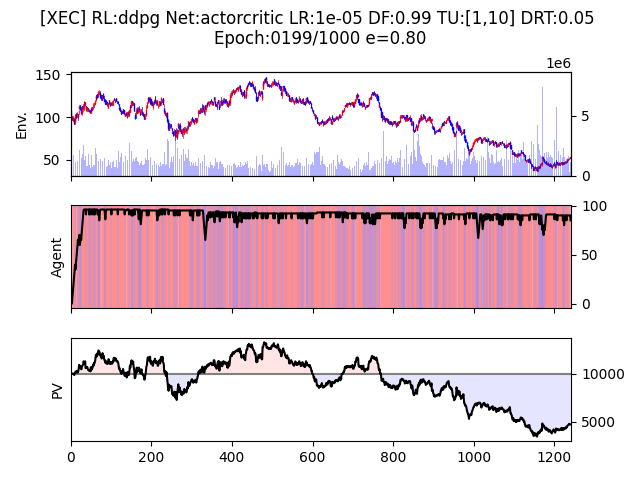 [XEC] RL:ddpg Net:actorcritic LR:1e-05 DF:0.99 TU:[1,10] DRT:0.05
Epoch:0199/1000 e=0.80
1e6
150
100
50
Env.
5
0
Agent
100
50
0
PV
10000
5000
0
200
400
600
800
1000
1200